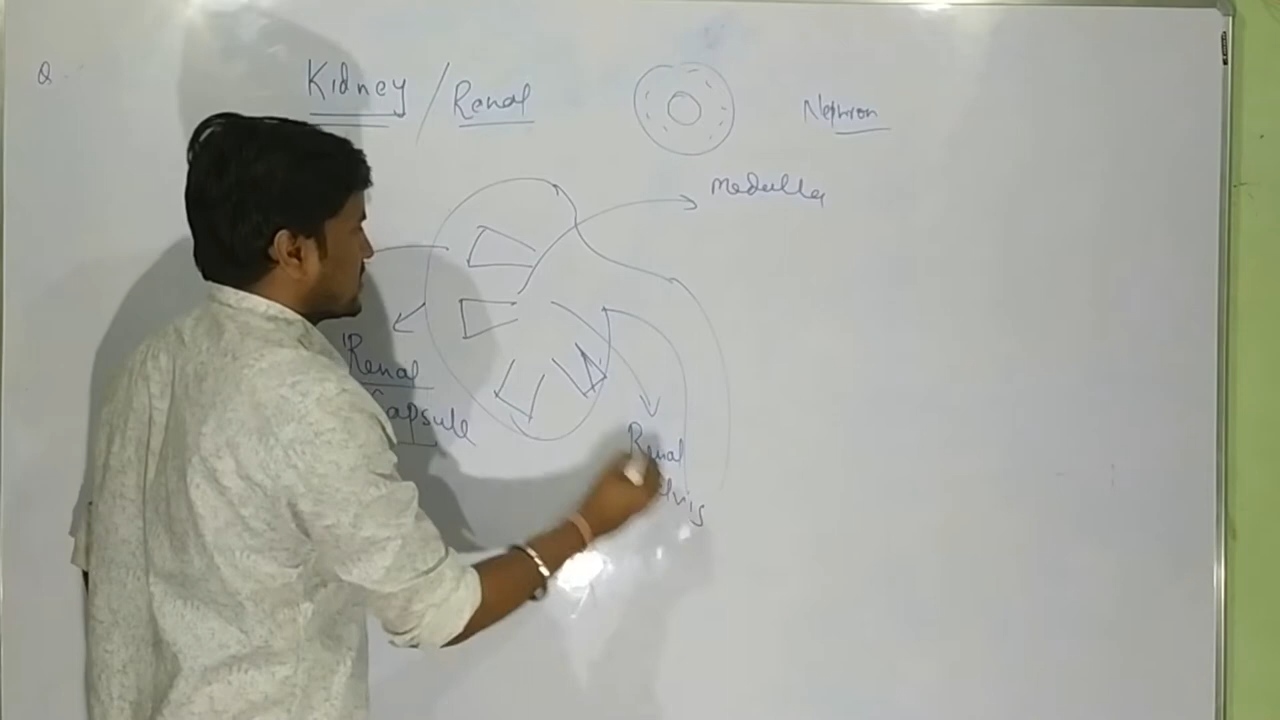 Q
Kidney / Renal
Nephron
Medulla
Renal
Capsule
Renal